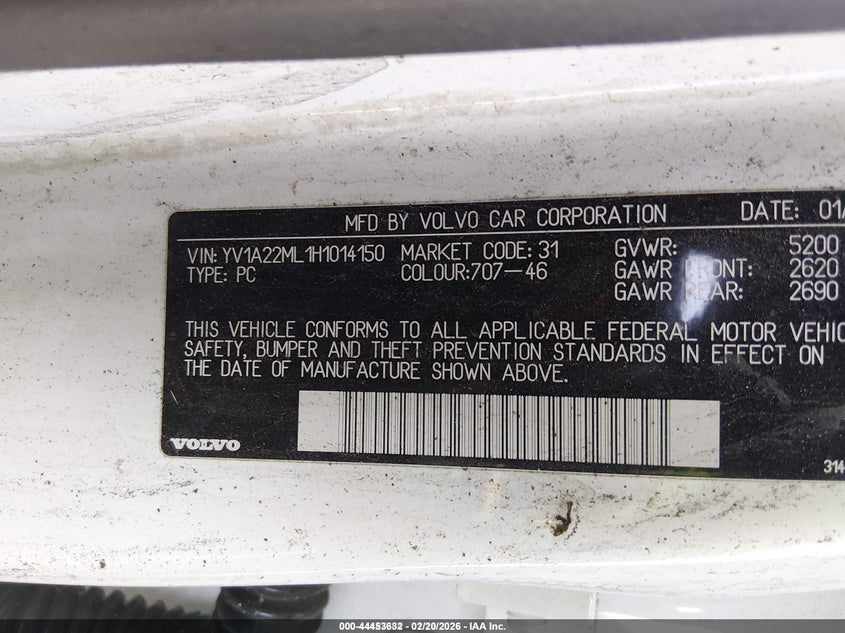 MFD BY VOLVO CAR CORPORATION DATE: 01/
VIN: YV1A22ML1H1014150 MARKET CODE: 31 GVWR: 5200
TYPE: PC COLOUR:707-46 GAWR FRONT: 2620
GAWR REAR: 2690
THIS VEHICLE CONFORMS TO ALL APPLICABLE FEDERAL MOTOR VEHIC
SAFETY, BUMPER AND THEFT PREVENTION STANDARDS IN EFFECT ON
THE DATE OF MANUFACTURE SHOWN ABOVE.
VOLVO
314
000-44453632 - 02/20/2026 - IAA Inc.